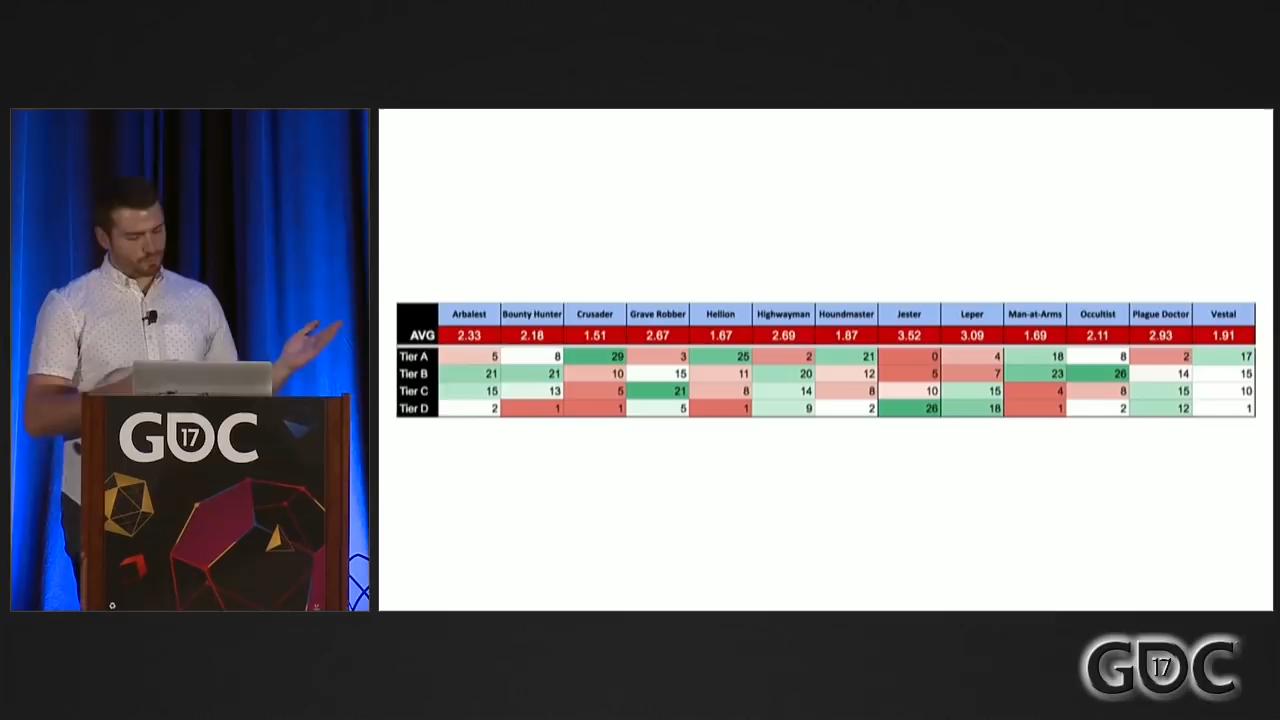 Arbalest Bounty Hunter Crusader Grave Robber Hellion Highwayman Houndmaster Jester Leper Man-at-Arms Occultist Plague Doctor Vestal
AVG 2.33 2.18 1.51 2.67 1.67 2.69 1.87 3.52 3.09 1.69 2.11 2.93 1.91
Tier A 5 8 29 3 25 2 21 0 4 18 8 2 17
Tier B 21 21 10 15 11 20 12 5 7 23 26 14 15
Tier C 15 13 5 21 8 14 8 10 15 4 8 15 10
Tier D 2 1 1 5 1 9 2 26 18 1 2 12 1
GDC
17
GDC
17